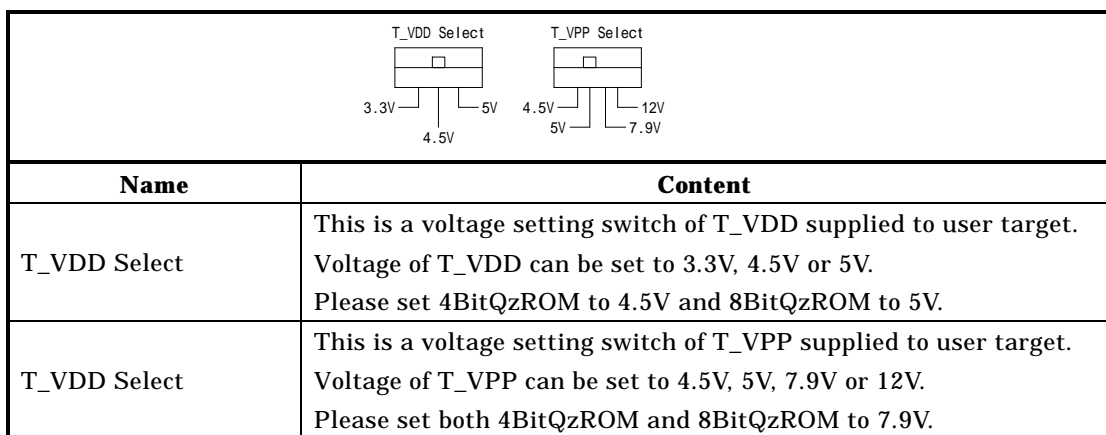 T_VDD Select T_VPP Select
3.3V 5V 4.5V 12V
4.5V 5V 7.9V
Name Content
T_VDD Select
This is a voltage setting switch of T_VDD supplied to user target.
Voltage of T_VDD can be set to 3.3V, 4.5V or 5V.
Please set 4BitQzROM to 4.5V and 8BitQzROM to 5V.
T_VDD Select
This is a voltage setting switch of T_VPP supplied to user target.
Voltage of T_VPP can be set to 4.5V, 5V, 7.9V or 12V.
Please set both 4BitQzROM and 8BitQzROM to 7.9V.